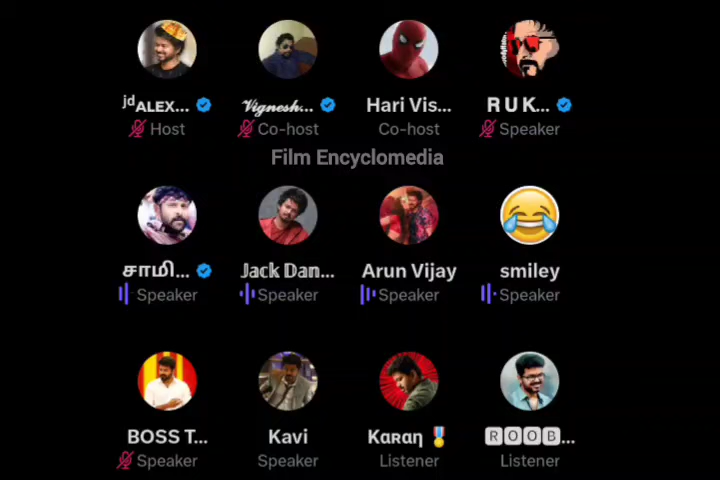 ʲᵈALEX... Vignesh... Hari Vis... R U K...
Host Co-host Co-host Speaker
Film Encyclomedia
சாமி... Jack Dan... Arun Vijay smiley
Speaker Speaker Speaker Speaker
BOSS T... Kavi Kaʀaη 🎖 ROOB...
Speaker Speaker Listener Listener